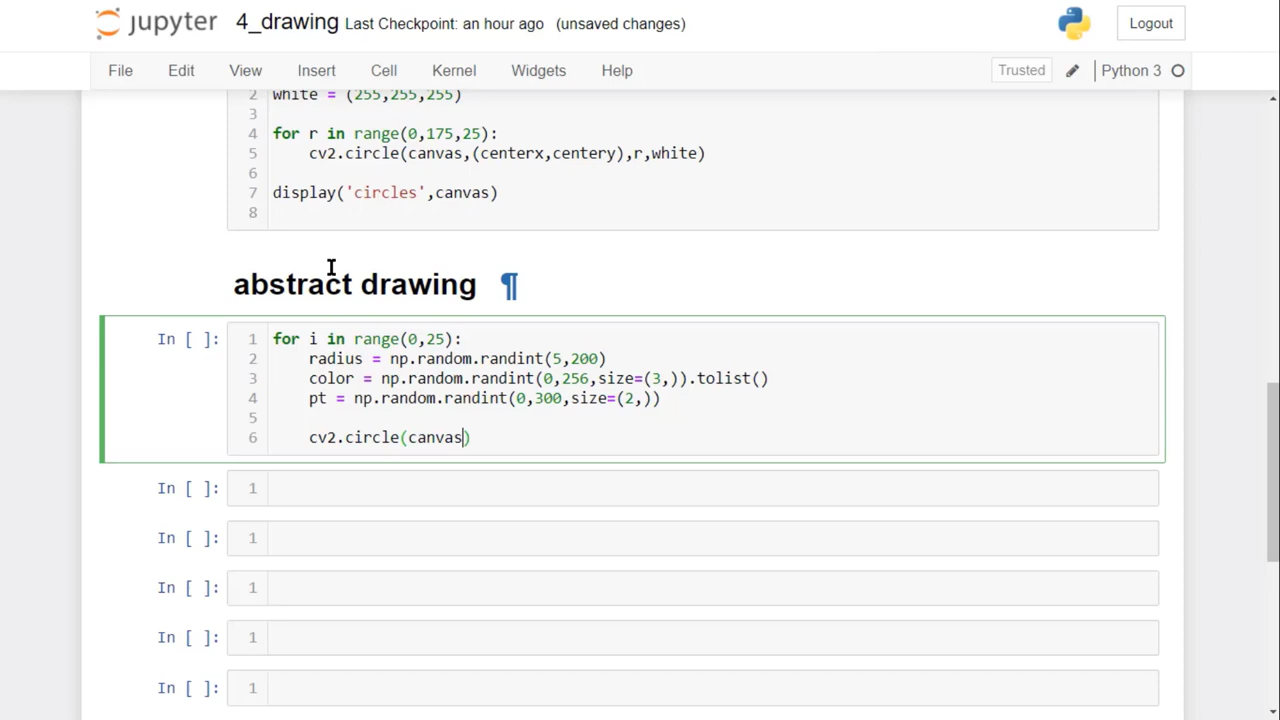 jupyter 4_drawing Last Checkpoint: an hour ago (unsaved changes) Logout
File Edit View Insert Cell Kernel Widgets Help Trusted Python 3
2 white = (255,255,255)
3
4 for r in range(0,175,25):
5 cv2.circle(canvas,(centerx,centery),r,white)
6
7 display('circles',canvas)
8
abstract drawing ¶
In [ ]: 1 for i in range(0,25):
2 radius = np.random.randint(5,200)
3 color = np.random.randint(0,256,size=(3,)).tolist()
4 pt = np.random.randint(0,300,size=(2,))
5
6 cv2.circle(canvas)
In [ ]: 1
In [ ]: 1
In [ ]: 1
In [ ]: 1
In [ ]: 1